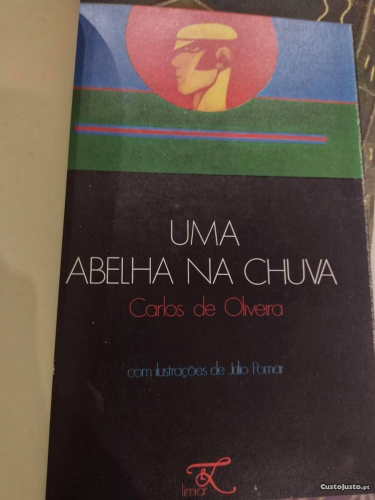 UMA
ABELHA NA CHUVA
Carlos de Oliveira
com ilustrações de Júlio Pomar
limiar
CustoJusto.pt